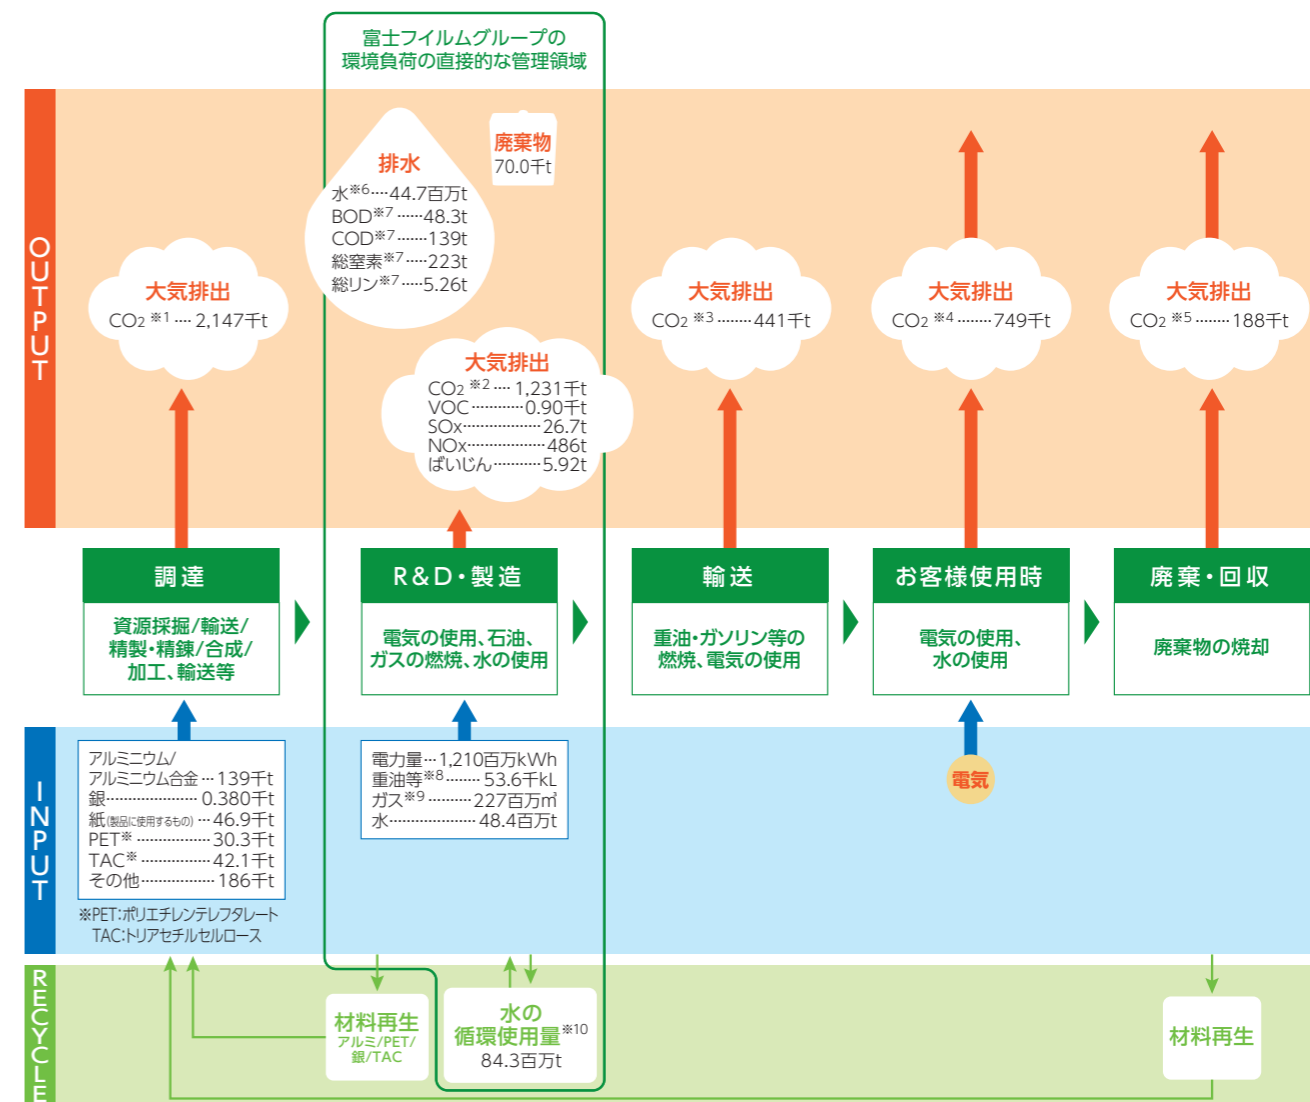 富士フイルムグループの
環境負荷の直接的な管理領域
OUTPUT
排水
水※6····44.7百万t
BOD※7 ······48.3t
COD※7 ·······139t
総窒素※7 ·····223t
総リン※7 ·····5.26t
廃棄物
70.0千t
大気排出
CO2 ※1 ···· 2,147千t
大気排出
CO2 ※2 ···· 1,231千t
VOC············0.90千t
SOx··················26.7t
NOx··················486t
ばいじん···········5.92t
大気排出
CO2 ※3 ········441千t
大気排出
CO2 ※4 ········749千t
大気排出
CO2 ※5 ········188千t
調達
資源採掘/輸送/
精製・精錬/合成/
加工、輸送等
R&D・製造
電気の使用、石油、
ガスの燃焼、水の使用
輸送
重油・ガソリン等の
燃焼、電気の使用
お客様使用時
電気の使用、
水の使用
廃棄・回収
廃棄物の焼却
INPUT
アルミニウム/
アルミニウム合金 ···139千t
銀···················· 0.380千t
紙(製品に使用するもの) ···46.9千t
PET※ ················30.3千t
TAC※ ···············42.1千t
その他················ 186千t
※PET:ポリエチレンテレフタレート
TAC:トリアセチルセルロース
電力量···1,210百万kWh
重油等※8 ········ 53.6千kL
ガス※9 ··········227百万㎥
水··················· 48.4百万t
電気
RECYCLE
材料再生
アルミ/PET/
銀/TAC
水の
循環使用量※10
84.3百万t
材料再生